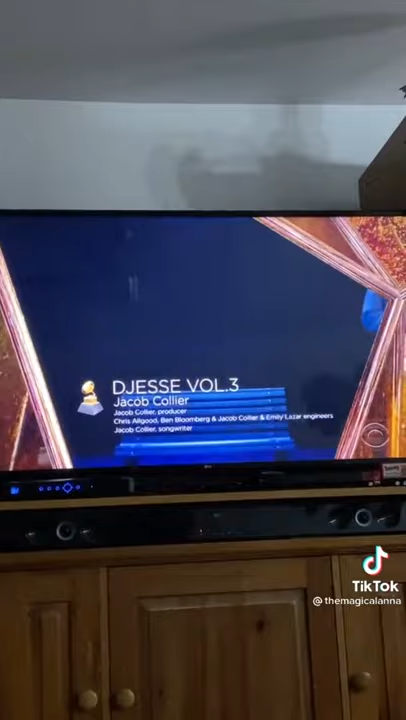 DJESSE VOL.3
Jacob Collier
Jacob Collier, producer
Chris Allgood, Ben Bloomberg & Jacob Collier & Emily Lazar engineers
Jacob Collier, songwriter
TikTok
@themagicalanna